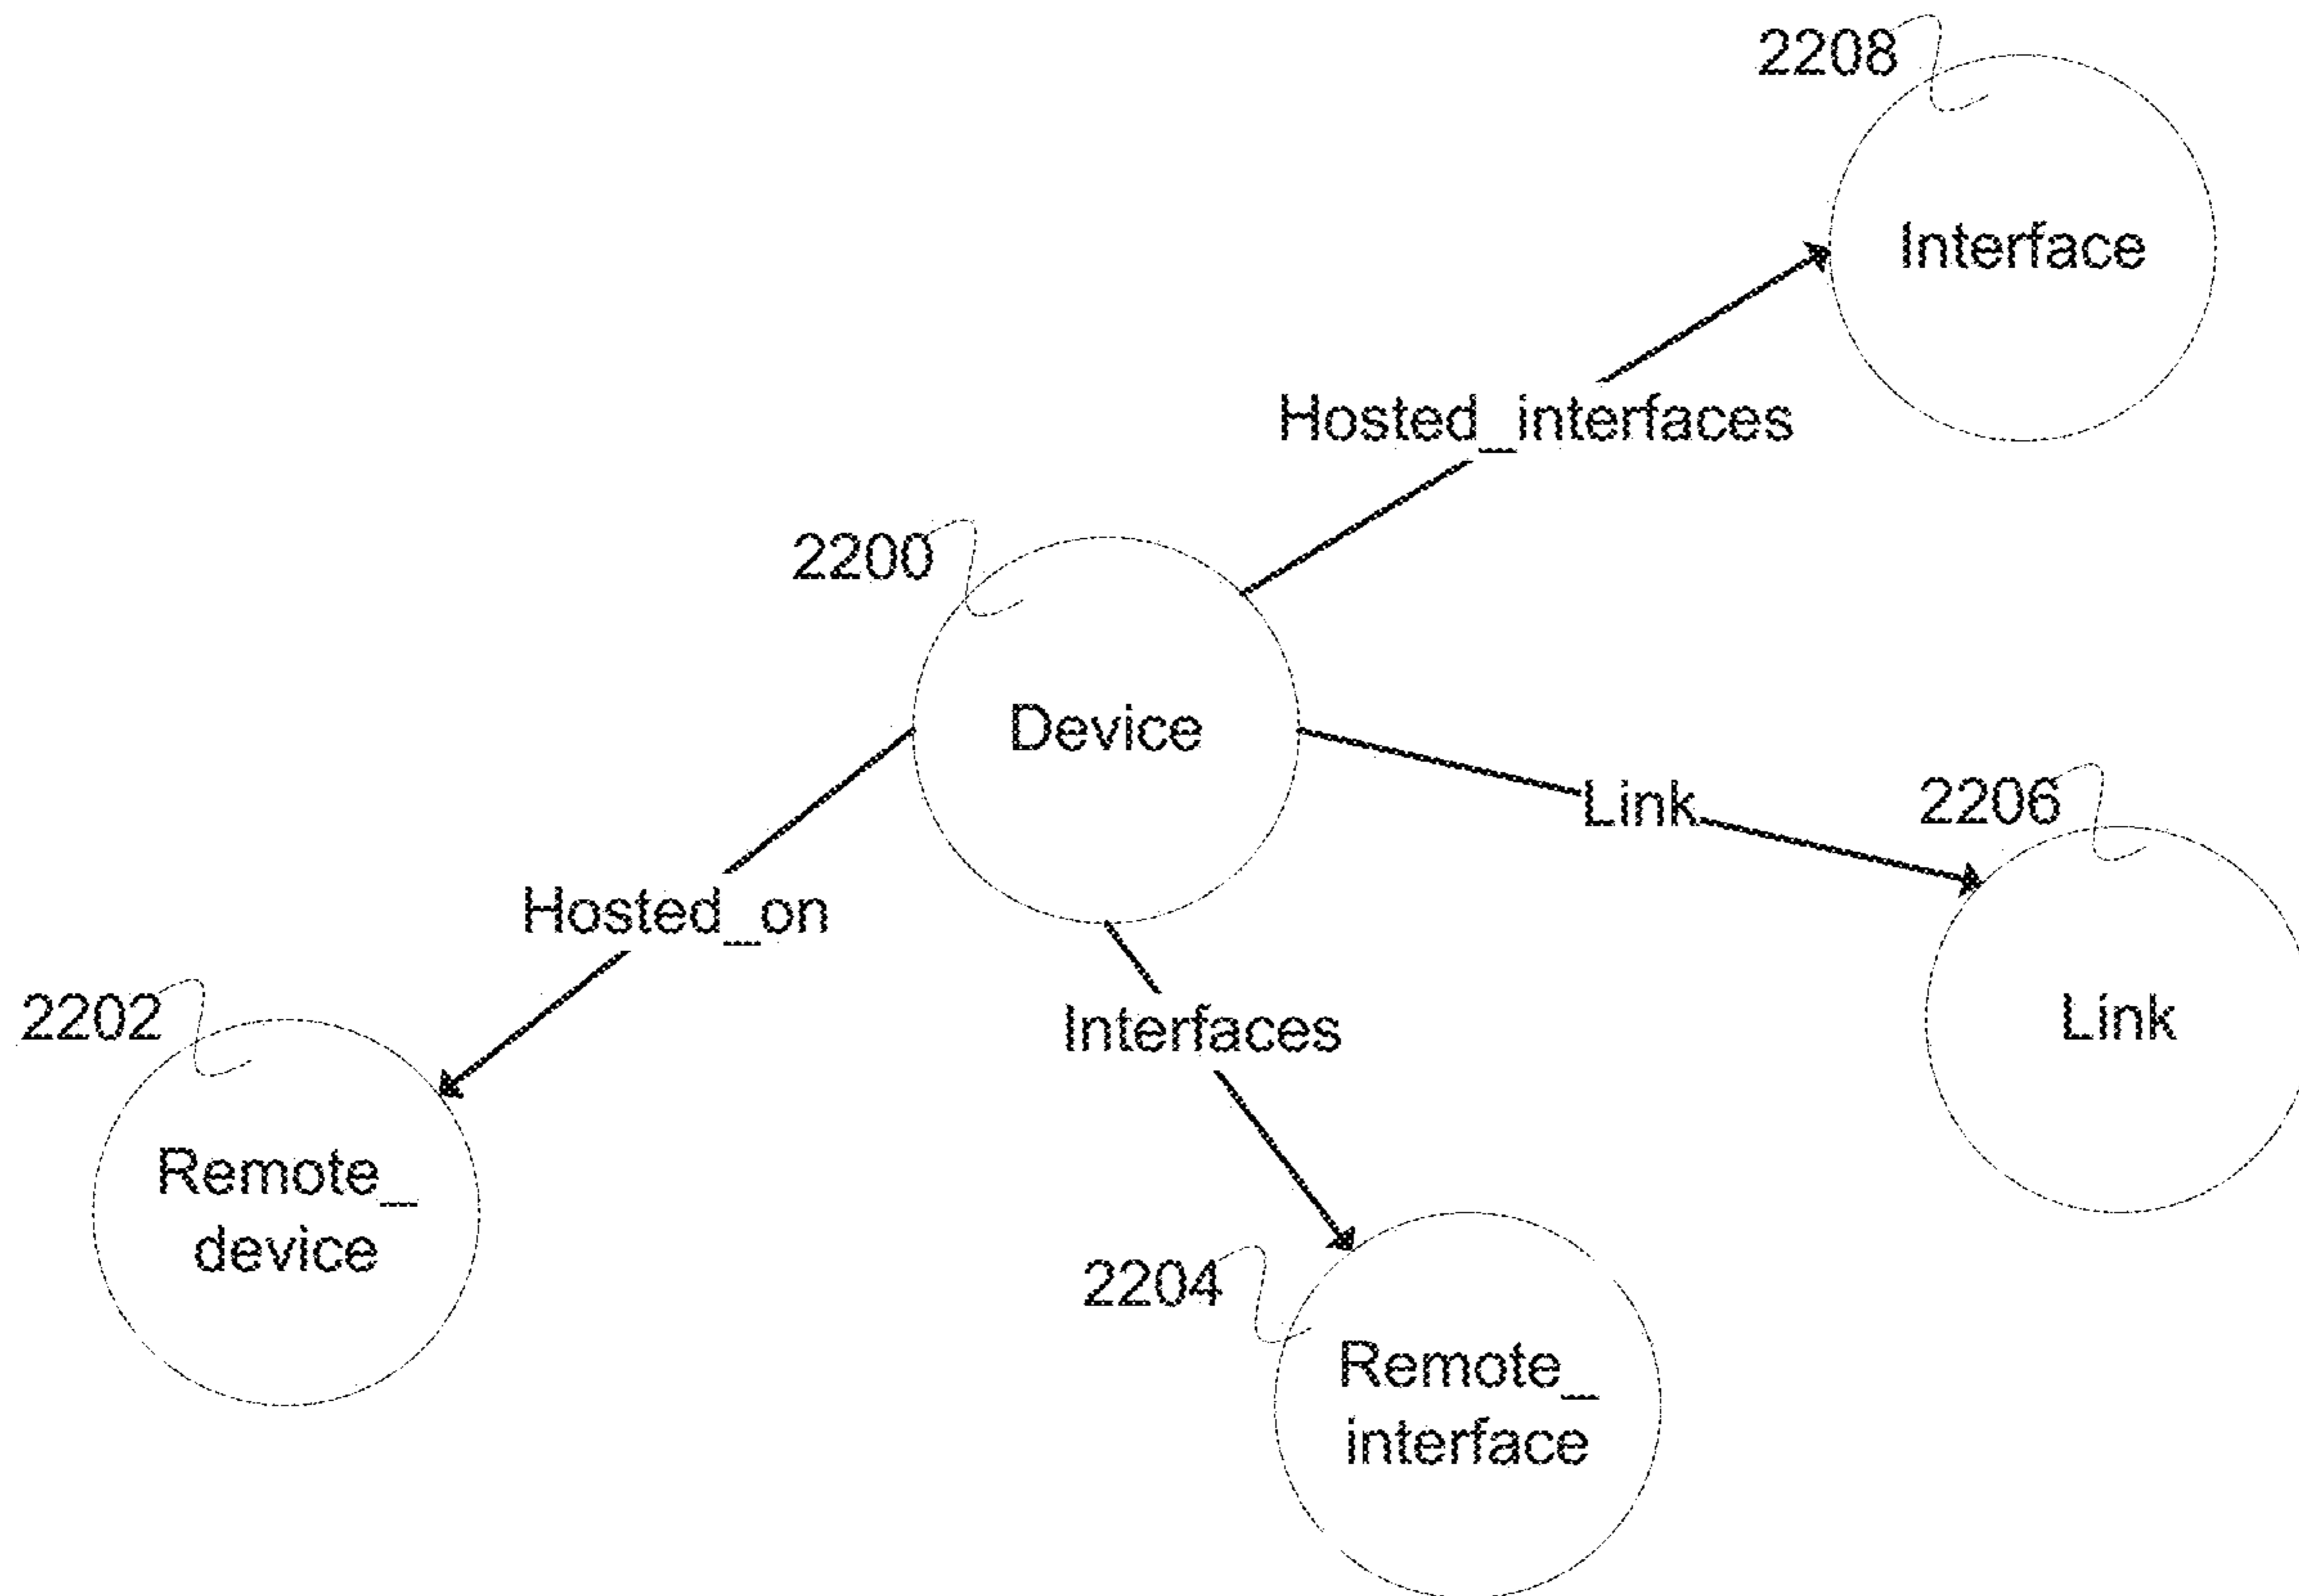 2208
Interface
Hosted_interfaces
2200
Device
Link
2206
Hosted_on
2202
Interfaces
Link
Remote_
device
2204
Remote_
interface